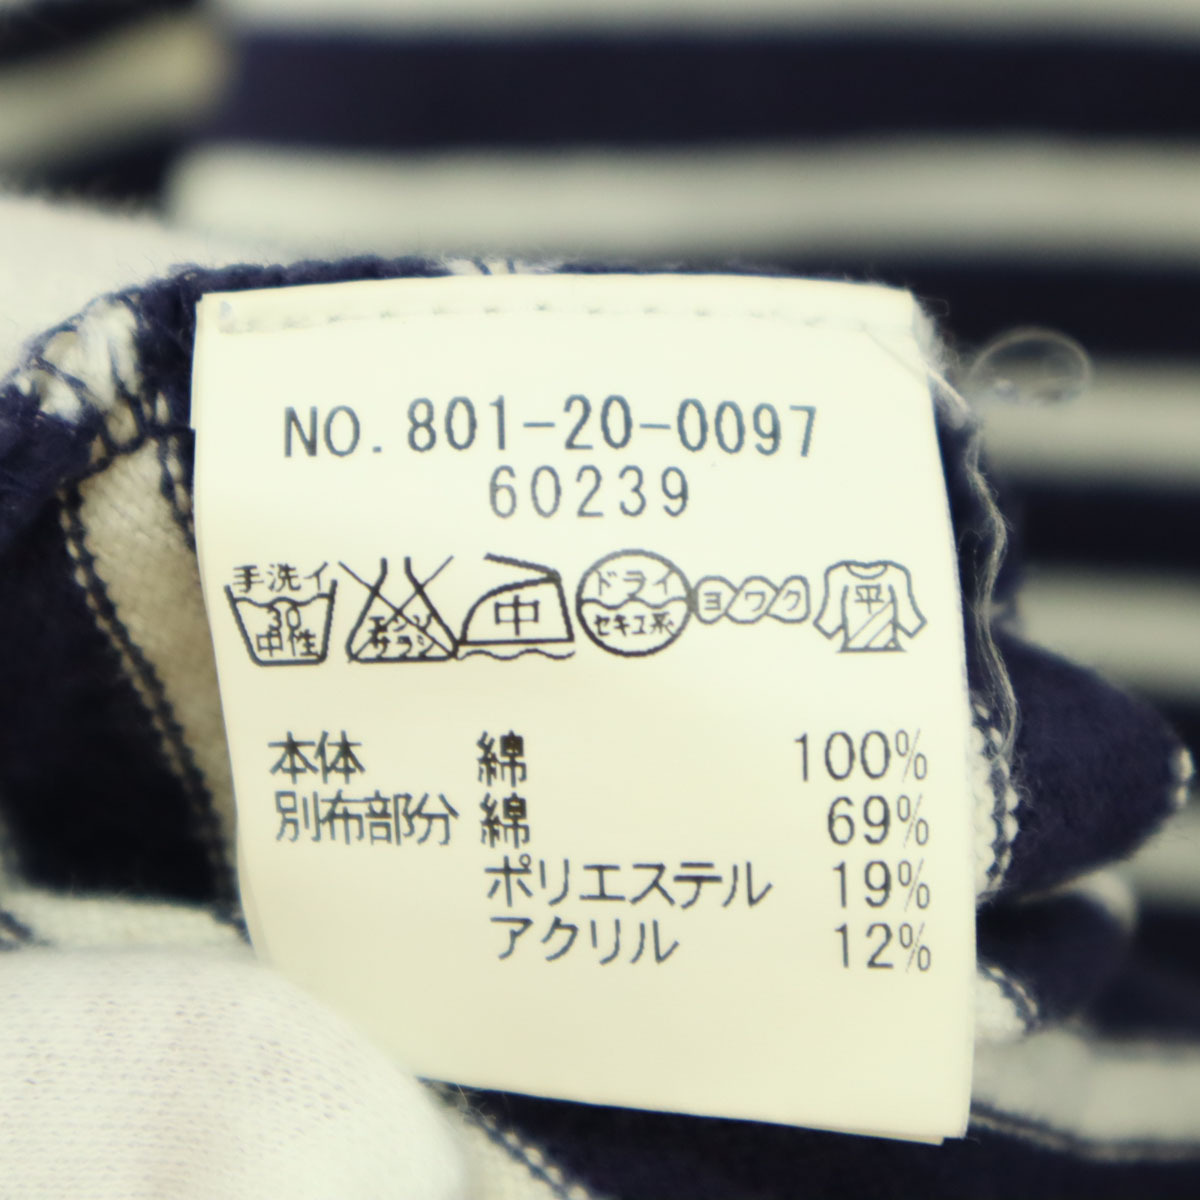 NO. 801-20-0097
60239
手洗イ 30 中性 エンソ サラシ 中 ドライ セキユ系 ヨワク 平
本体 綿 100%
別布部分 綿 69%
ポリエステル 19%
アクリル 12%